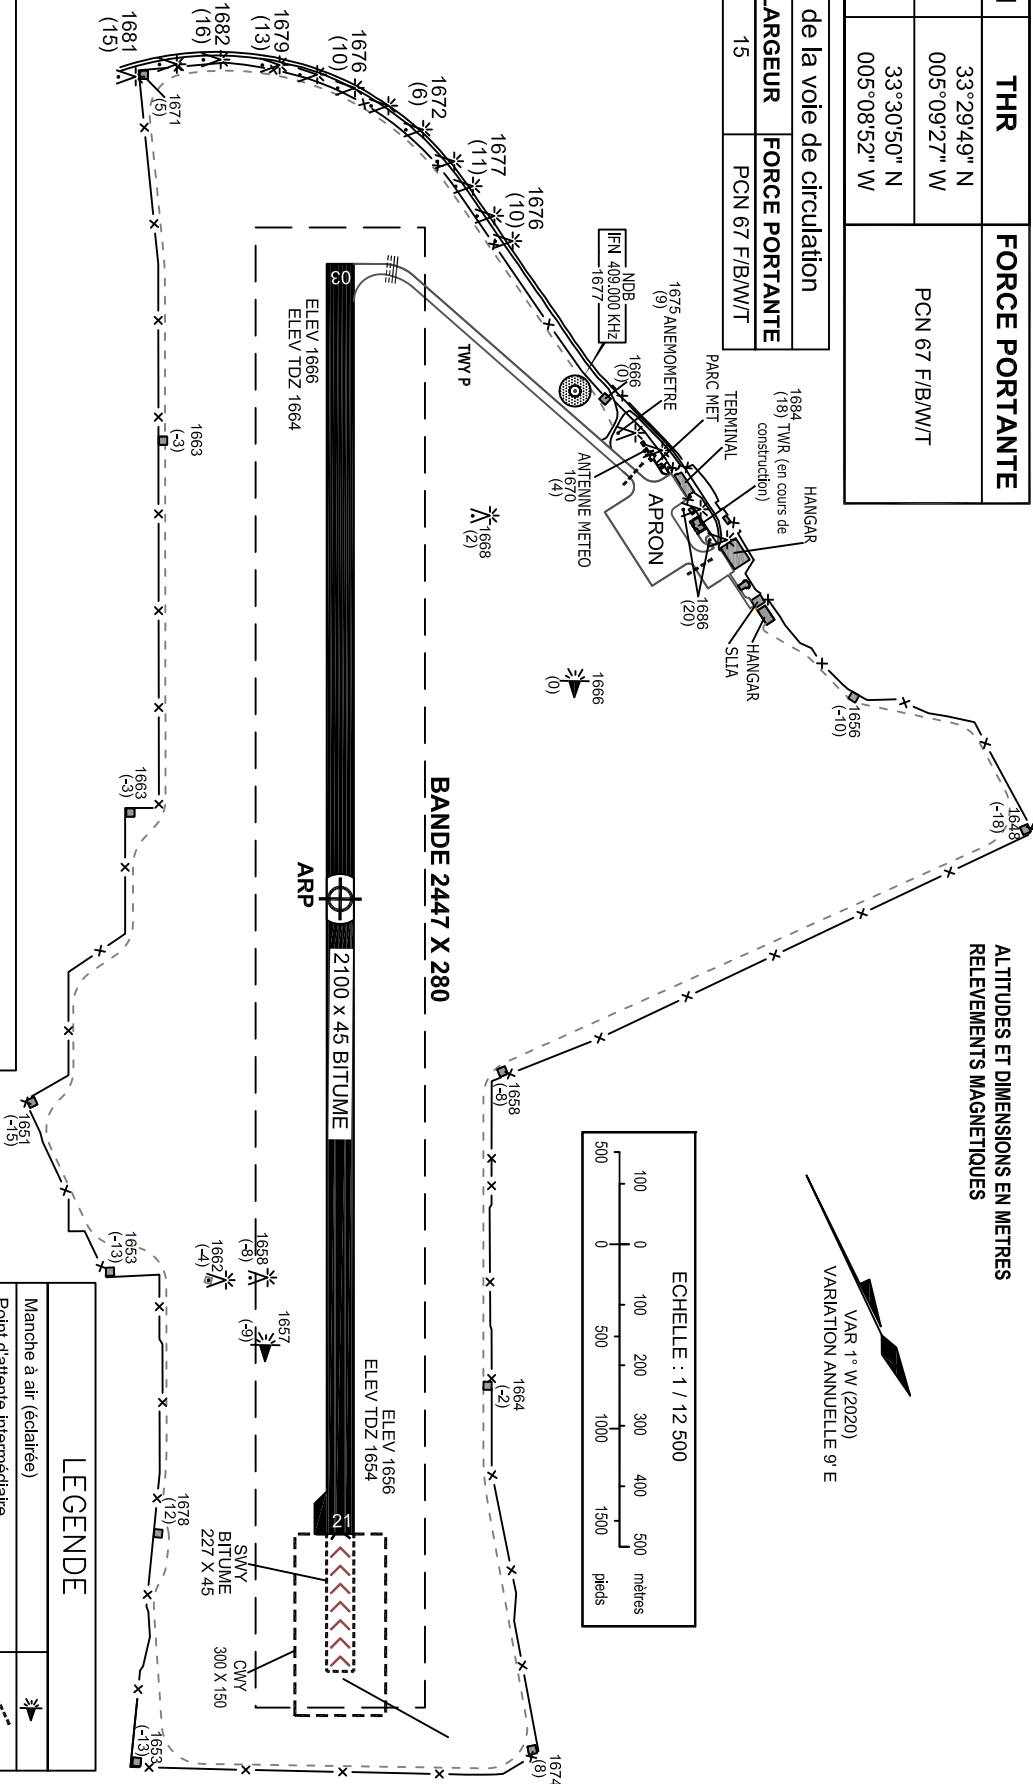 THR
FORCE PORTANTE
33°29'49" N
005°09'27" W
33°30'50" N
005°08'52" W
PCN 67 F/B/W/T
de la voie de circulation
LARGEUR
FORCE PORTANTE
15
PCN 67 F/B/W/T
ALTITUDES ET DIMENSIONS EN METRES
RELEVEMENTS MAGNETIQUES
VAR 1° W (2020)
VARIATION ANNUELLE 9' E
ECHELLE : 1 / 12 500
100 0 100 200 300 400 500 mètres
500 0 500 1000 1500 pieds
1648
(-18)
1656
(-10)
HANGAR
1684
(18) TWR (en cours de
construction)
TERMINAL
PARC MET
1675 ANEMOMETRE
(9)
HANGAR
SLIA
1686
(20)
APRON
ANTENNE METEO
1670
(4)
1666
(0)
NDB
IFN 409.000 KHz
1677
1666
(0)
1668
(2)
1676
(10)
1677
(11)
1672
(6)
1676
(10)
1679
(13)
1682
(16)
1681
(15)
1671
(5)
TWY P
1658
(-8)
1664
(-2)
1674
(8)
BANDE 2447 X 280
03
2100 x 45 BITUME
21
ARP
ELEV 1666
ELEV TDZ 1664
ELEV 1656
ELEV TDZ 1654
SWY
BITUME
227 X 45
CWY
300 X 150
1658
(-8)
1662
(-4)
1657
(-9)
1663
(-3)
1663
(-3)
1651
(-15)
1653
(-13)
1678
(12)
1653
(-13)
LEGENDE
Manche à air (éclairée)
Point d'attente intermédiaire